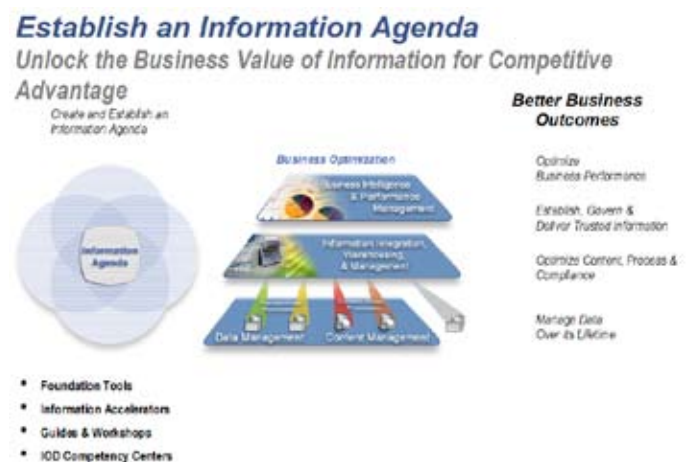 Establish an Information Agenda
Unlock the Business Value of Information for Competitive
Advantage
Create and Establish an
Information Agenda
Better Business
Outcomes
Business Optimization
Business Intelligence
& Performance
Management
Optimize
Business Performance
Establish, Govern &
Deliver Trusted Information
Information Integration,
Warehousing,
& Management
Information
Agenda
Optimize Content, Process &
Compliance
Data Management
Content Management
Manage Data
Over its Lifetime
• Foundation Tools
• Information Accelerators
• Guides & Workshops
• IOD Competency Centers